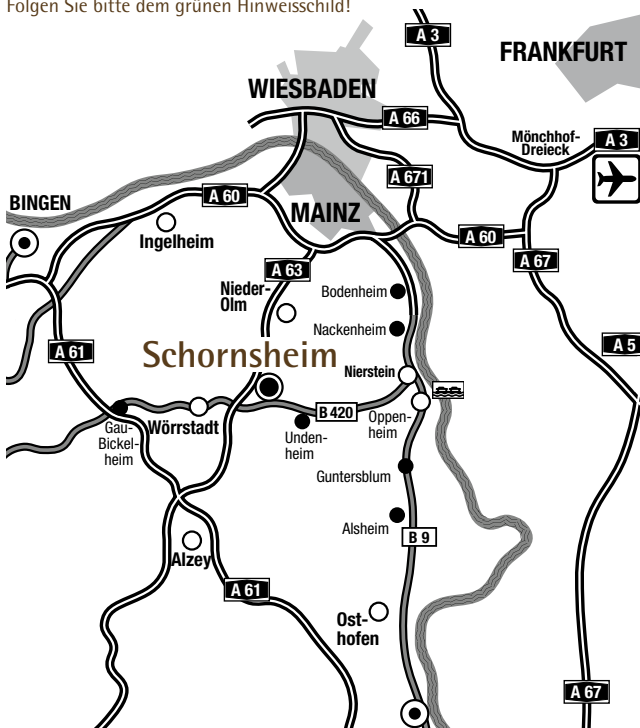 Folgen Sie bitte dem grünen Hinweisschild!
A 3
FRANKFURT
WIESBADEN
A 66
Mönchhof-
Dreieck
A 3
A 671
A 60
BINGEN
MAINZ
Ingelheim
A 60
A 67
A 63
Nieder-
Olm
Bodenheim
Nackenheim
A 61
Schornsheim
A 5
Nierstein
B 420
Oppen-
heim
Gau-
Bickel-
heim
Wörrstadt
Unden-
heim
Guntersblum
Alsheim
B 9
Alzey
A 61
Ost-
hofen
A 67